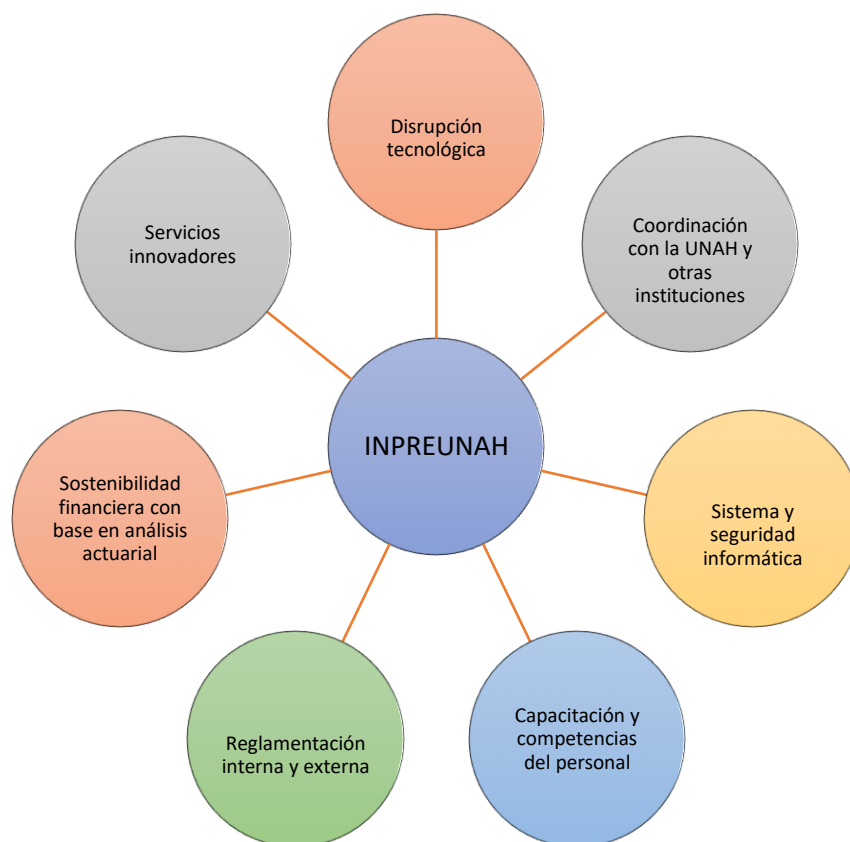 Disrupción
tecnológica
Servicios
innovadores
Coordinación
con la UNAH y
otras
instituciones
INPREUNAH
Sostenibilidad
financiera con
base en análisis
actuarial
Sistema y
seguridad
informática
Reglamentación
interna y externa
Capacitación y
competencias
del personal